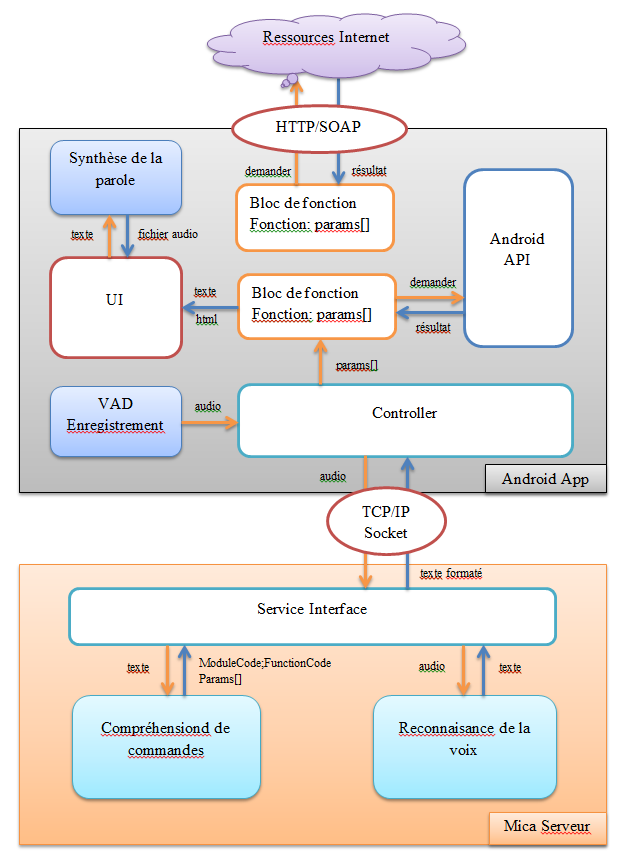 Ressources Internet
HTTP/SOAP
Synthèse de la
parole
demander
résultat
Bloc de fonction
Fonction: params[]
Android
API
texte
fichier audio
UI
texte
html
Bloc de fonction
Fonction: params[]
demander
résultat
params[]
VAD
Enregistrement
audio
Controller
audio
Android App
TCP/IP
Socket
texte formaté
Service Interface
texte
ModuleCode;FunctionCode
Params[]
audio
texte
Compréhensiond de
commandes
Reconnaisance de la
voix
Mica Serveur